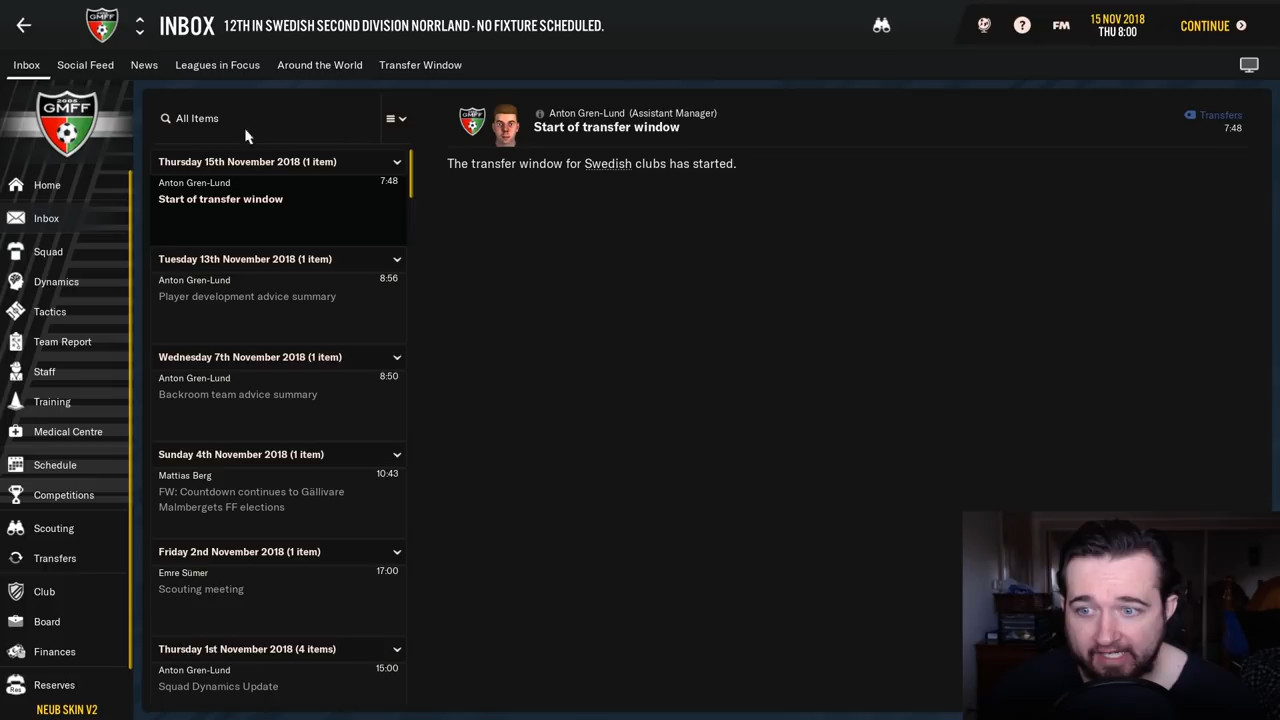 INBOX
12TH IN SWEDISH SECOND DIVISION NORRLAND - NO FIXTURE SCHEDULED.
?
FM
15 NOV 2018
THU 8:00
CONTINUE
Inbox
Social Feed
News
Leagues in Focus
Around the World
Transfer Window
2005
GMFF
Home
Inbox
Squad
Dynamics
Tactics
Team Report
Staff
Training
Medical Centre
Schedule
Competitions
Scouting
Transfers
Club
Board
Finances
Res
Reserves
NEUB SKIN V2
All Items
Thursday 15th November 2018 (1 item)
Anton Gren-Lund
7:48
Start of transfer window
Tuesday 13th November 2018 (1 item)
Anton Gren-Lund
8:56
Player development advice summary
Wednesday 7th November 2018 (1 item)
Anton Gren-Lund
8:50
Backroom team advice summary
Sunday 4th November 2018 (1 item)
Mattias Berg
10:43
FW: Countdown continues to Gällivare
Malmbergets FF elections
Friday 2nd November 2018 (1 item)
Emre Sümer
17:00
Scouting meeting
Thursday 1st November 2018 (4 items)
Anton Gren-Lund
15:00
Squad Dynamics Update
Anton Gren-Lund (Assistant Manager)
Start of transfer window
Transfers
7:48
The transfer window for Swedish clubs has started.